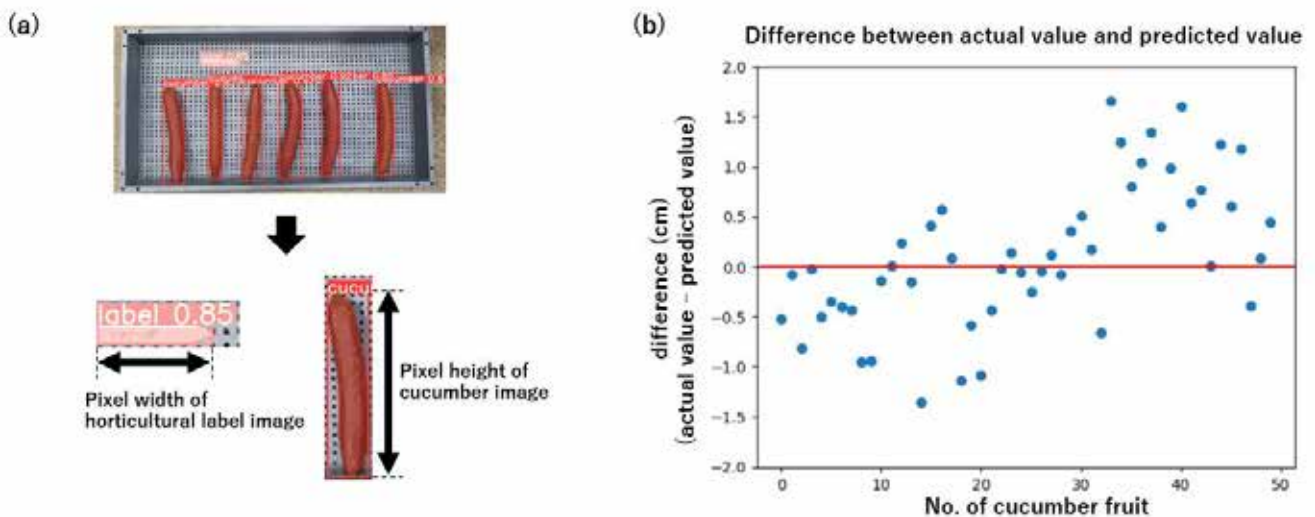 (a)
label 0.85
cucu
Pixel width of
horticultural label image
Pixel height of
cucumber image
(b)
Difference between actual value and predicted value
difference (cm)
(actual value – predicted value)
2.0
1.5
1.0
0.5
0.0
−0.5
−1.0
−1.5
−2.0
0
10
20
30
40
50
No. of cucumber fruit